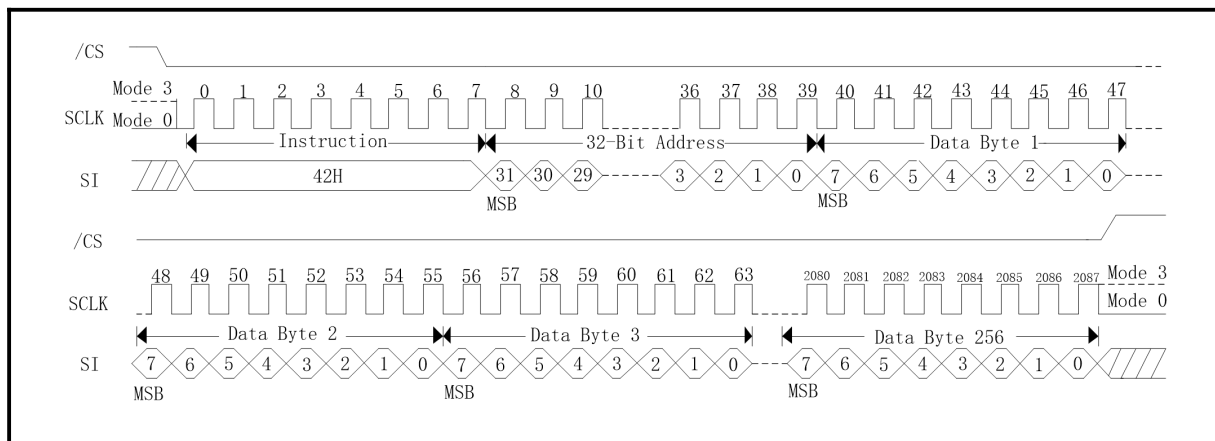 /CS
Mode 3
0 1 2 3 4 5 6 7 8 9 10 36 37 38 39 40 41 42 43 44 45 46 47
SCLK
Mode 0
Instruction 32-Bit Address Data Byte 1
SI
42H 31 30 29 3 2 1 0 7 6 5 4 3 2 1 0
MSB MSB
/CS
48 49 50 51 52 53 54 55 56 57 58 59 60 61 62 63 2080 2081 2082 2083 2084 2085 2086 2087 Mode 3
SCLK
Mode 0
Data Byte 2 Data Byte 3 Data Byte 256
SI
7 6 5 4 3 2 1 0 7 6 5 4 3 2 1 0 7 6 5 4 3 2 1 0
MSB MSB MSB